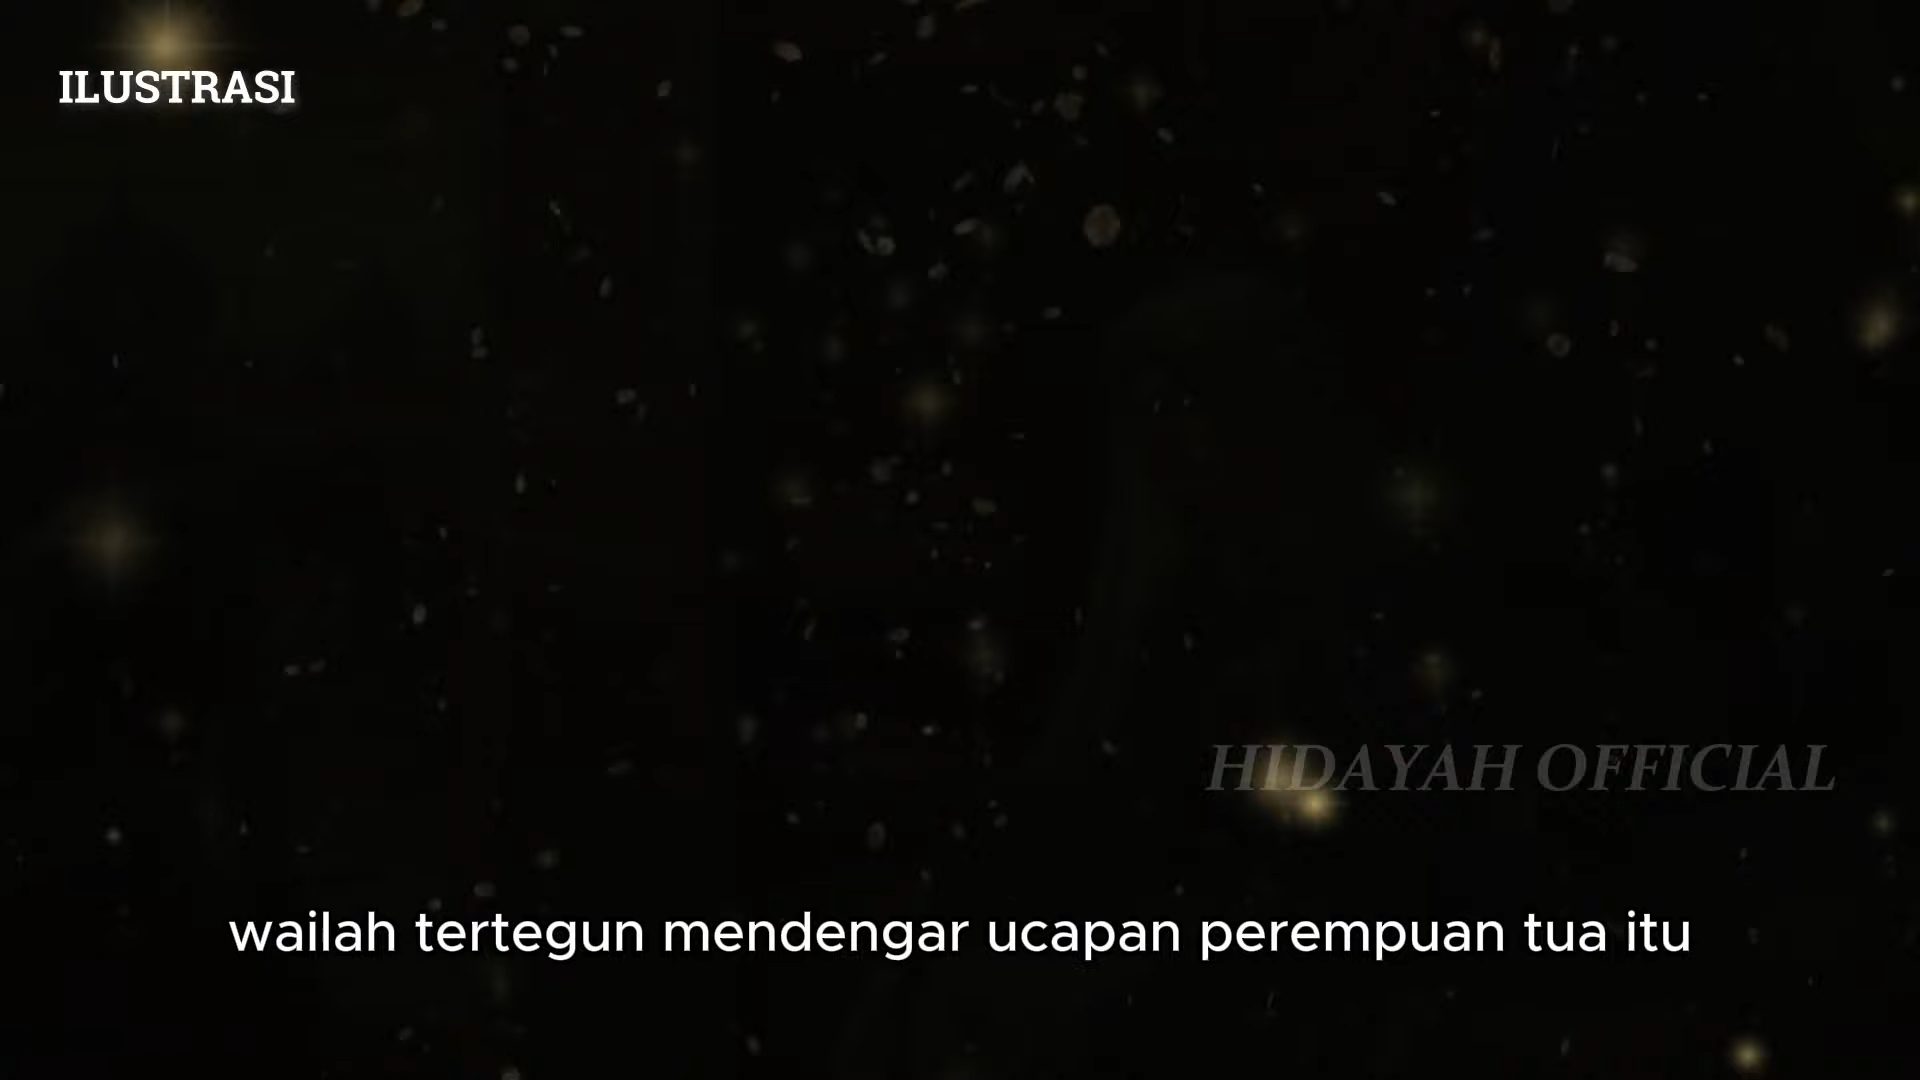 ILUSTRASI
HIDAYAH OFFICIAL
wailah tertegun mendengar ucapan perempuan tua itu